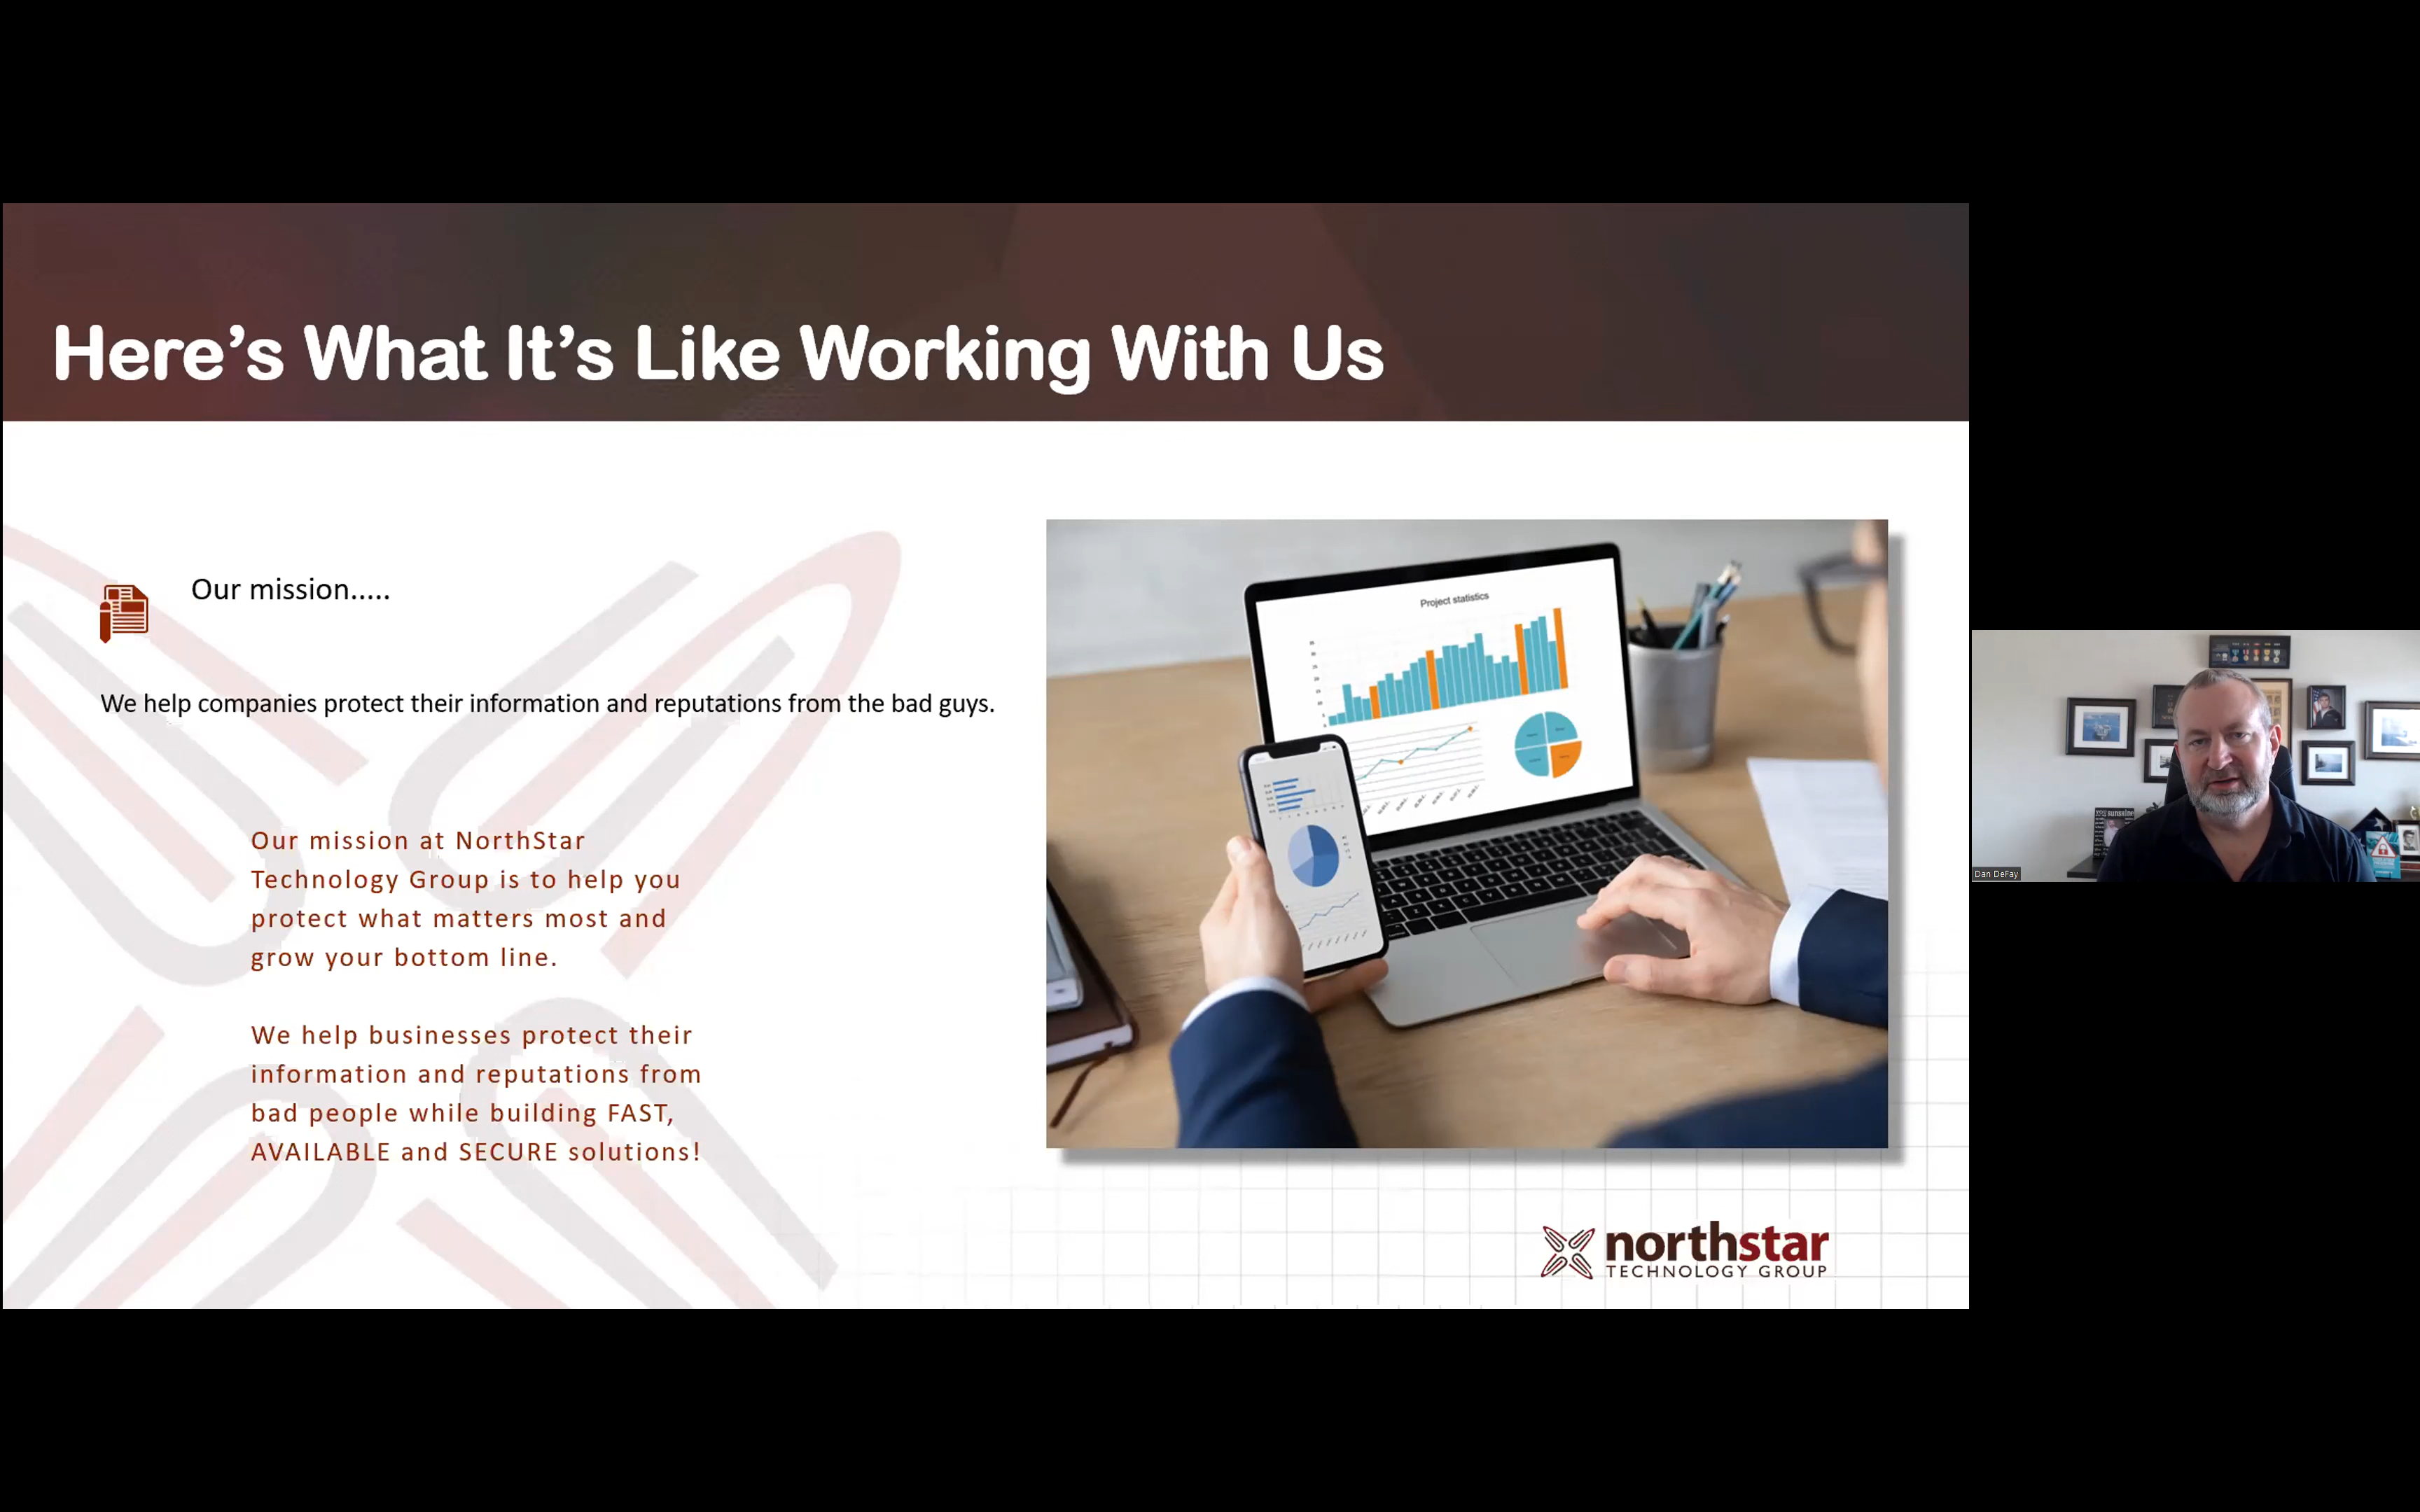 Here’s What It’s Like Working With Us
Our mission.....
We help companies protect their information and reputations from the bad guys.
Our mission at NorthStar
Technology Group is to help you
protect what matters most and
grow your bottom line.
We help businesses protect their
information and reputations from
bad people while building FAST,
AVAILABLE and SECURE solutions!
Project statistics
northstar
TECHNOLOGY GROUP
Dan DeFay